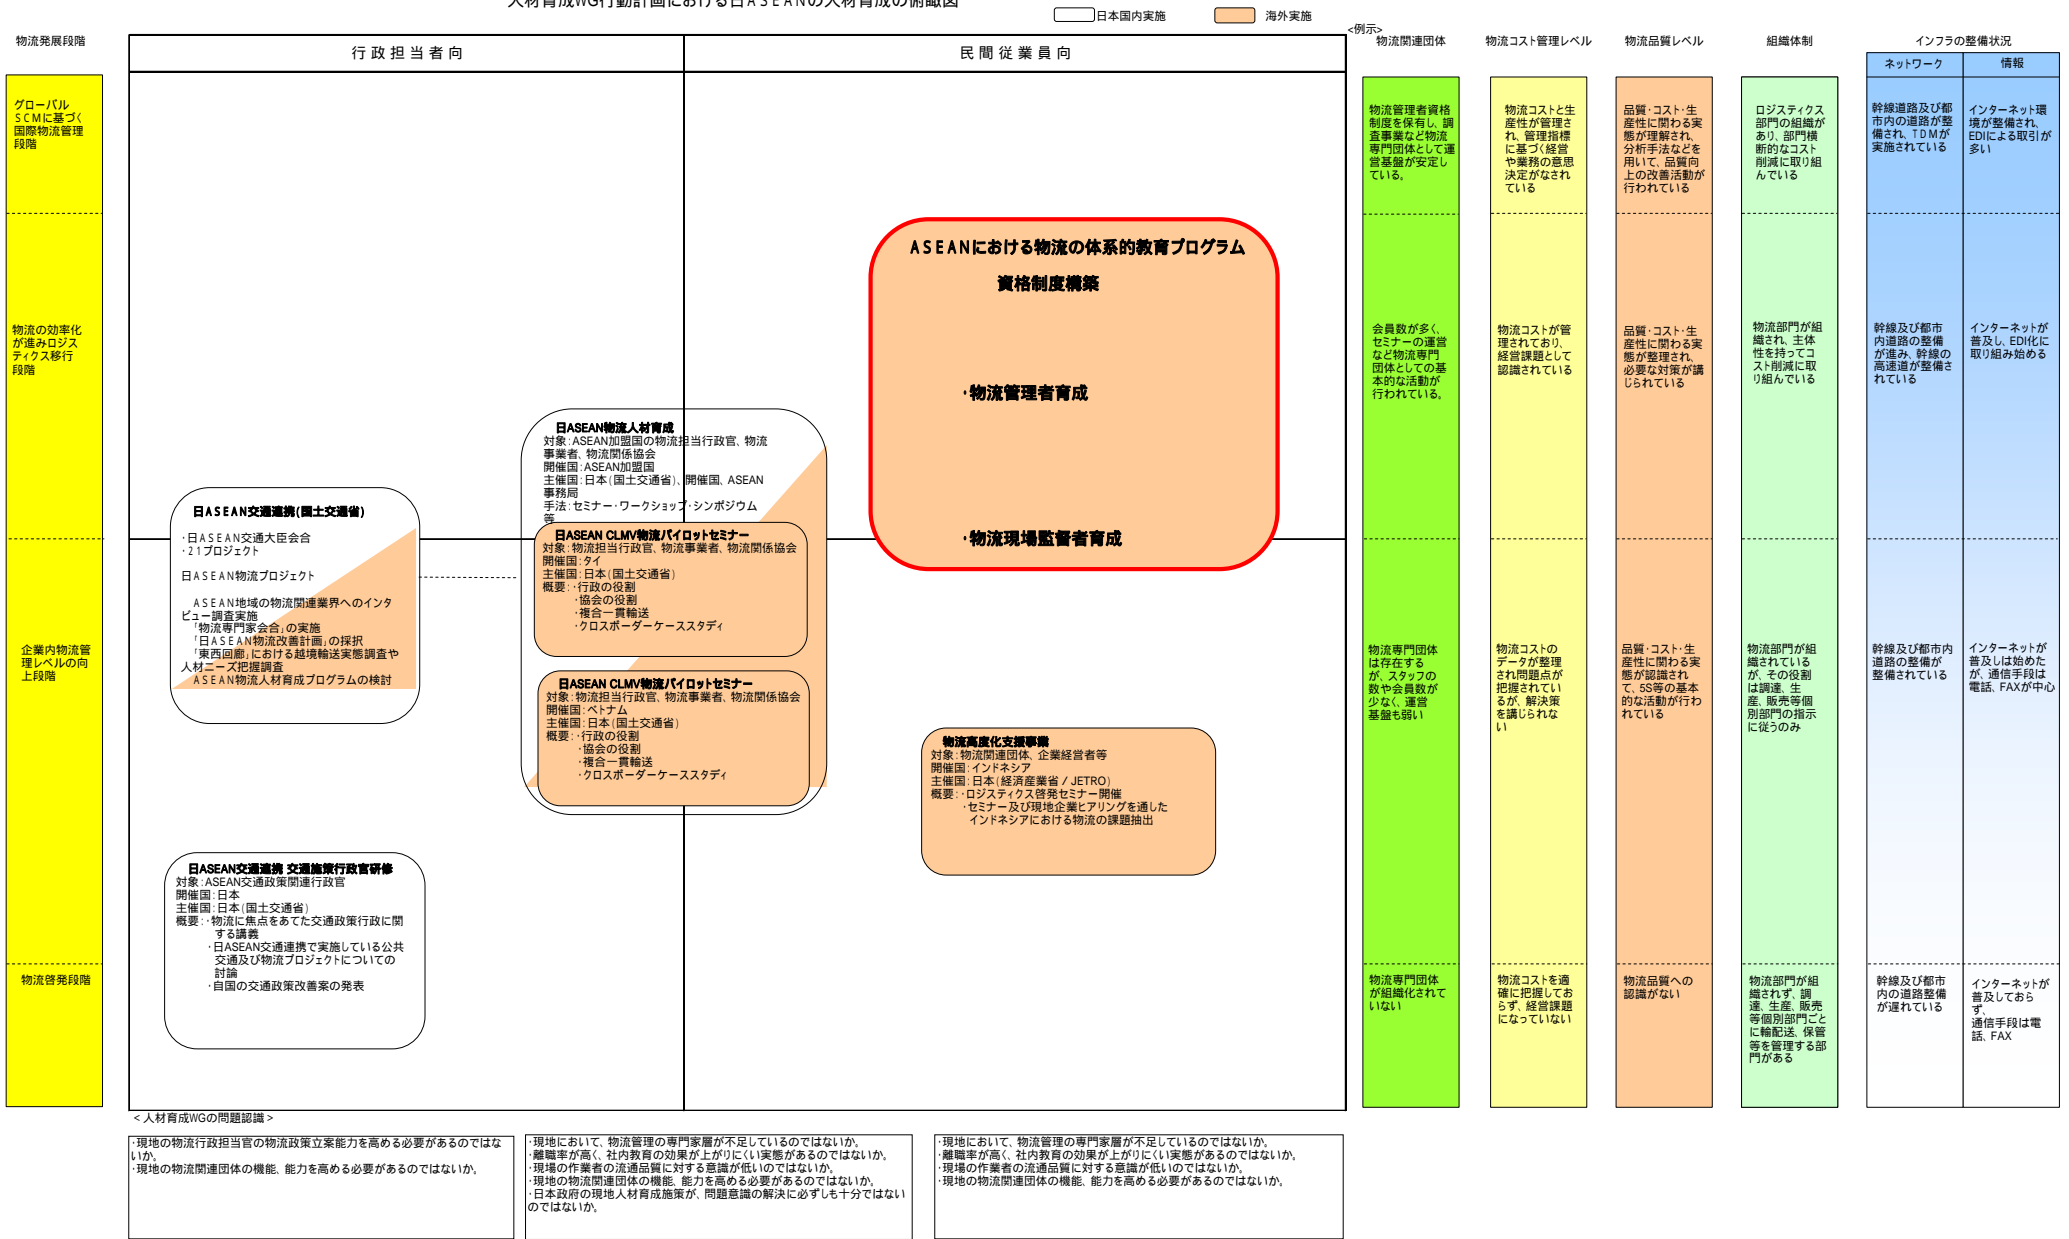 人材育成WG行動計画における日ASEANの人材育成の俯瞰図
日本国内実施
海外実施
物流発展段階
行政担当者向
民間従業員向
<例示>
物流関連団体
物流コスト管理レベル
物流品質レベル
組織体制
インフラの整備状況
ネットワーク
情報
グローバル
SCMに基づく
国際物流管理
段階
物流管理者資格
制度を保有し、調
査事業など物流
専門団体として運
営基盤が安定し
ている。
物流コストと生
産性が管理さ
れ、管理指標
に基づく経営
や業務の意思
決定がなされ
ている
品質・コスト・生
産性に関わる実
態が理解され、
分析手法などを
用いて、品質向
上の改善活動が
行われている
ロジスティクス
部門の組織が
あり、部門横
断的なコスト
削減に取り組
んでいる
幹線道路及び都
市内の道路が整
備され、TDMが
実施されている
インターネット環
境が整備され、
EDIによる取引が
多い
ASEANにおける物流の体系的教育プログラム
資格制度構築
・物流管理者育成
・物流現場監督者育成
物流の効率化
が進みロジス
ティクス移行
段階
会員数が多く、
セミナーの運営
など物流専門
団体としての基
本的な活動が
行われている。
物流コストが管
理されており、
経営課題として
認識されている
品質・コスト・生
産性に関わる実
態が整理され、
必要な対策が講
じられている
物流部門が組
織され、主体
性を持ってコ
スト削減に取
り組んでいる
幹線及び都市
内道路の整備
が進み、幹線の
高速道が整備さ
れている
インターネットが
普及し、EDI化に
取り組み始める
日ASEAN物流人材育成
対象:ASEAN加盟国の物流担当行政官、物流
事業者、物流関係協会
開催国:ASEAN加盟国
主催国:日本(国土交通省)、開催国、ASEAN
事務局
手法:セミナー・ワークショップ・シンポジウム
等
日ASEAN CLMV物流パイロットセミナー
対象:物流担当行政官、物流事業者、物流関係協会
開催国:タイ
主催国:日本(国土交通省)
概要:・行政の役割
・協会の役割
・複合一貫輸送
・クロスボーダーケーススタディ
日ASEAN CLMV物流パイロットセミナー
対象:物流担当行政官、物流事業者、物流関係協会
開催国:ベトナム
主催国:日本(国土交通省)
概要:・行政の役割
・協会の役割
・複合一貫輸送
・クロスボーダーケーススタディ
日ASEAN交通連携(国土交通省)
・日ASEAN交通大臣会合
・21プロジェクト
日ASEAN物流プロジェクト
ASEAN地域の物流関連業界へのインタ
ビュー調査実施
「物流専門家会合」の実施
「日ASEAN物流改善計画」の採択
「東西回廊」における越境輸送実態調査や
人材ニーズ把握調査
ASEAN物流人材育成プログラムの検討
企業内物流管
理レベルの向
上段階
物流専門団体
は存在する
が、スタッフの
数や会員数が
少なく、運営
基盤も弱い
物流コストの
データが整理
され問題点が
把握されてい
るが、解決策
を講じられな
い
品質・コスト・生
産性に関わる実
態が認識され
て、5S等の基本
的な活動が行わ
れている
物流部門が組
織されている
が、その役割
は調達、生
産、販売等個
別部門の指示
に従うのみ
幹線及び都市内
道路の整備が
整備されている
インターネットが
普及しは始めた
が、通信手段は
電話、FAXが中心
物流高度化支援事業
対象:物流関連団体、企業経営者等
開催国:インドネシア
主催国:日本(経済産業省/JETRO)
概要:・ロジスティクス啓発セミナー開催
・セミナー及び現地企業ヒアリングを通した
インドネシアにおける物流の課題抽出
日ASEAN交通連携 交通施策行政官研修
対象:ASEAN交通政策関連行政官
開催国:日本
主催国:日本(国土交通省)
概要:・物流に焦点をあてた交通政策行政に関
する講義
・日ASEAN交通連携で実施している公共
交通及び物流プロジェクトについての
討論
・自国の交通政策改善案の発表
物流啓発段階
物流専門団体
が組織化されて
いない
物流コストを適
確に把握してお
らず、経営課題
になっていない
物流品質への
認識がない
物流部門が組
織されず、調
達、生産、販売
等個別部門ごと
に輸配送、保管
等を管理する部
門がある
幹線及び都市
内の道路整備
が遅れている
インターネットが
普及しておら
ず、
通信手段は電
話、FAX
<人材育成WGの問題認識>
・現地の物流行政担当官の物流政策立案能力を高める必要があるのではな
いか。
・現地の物流関連団体の機能、能力を高める必要があるのではないか。
・現地において、物流管理の専門家層が不足しているのではないか。
・離職率が高く、社内教育の効果が上がりにくい実態があるのではないか。
・現場の作業者の流通品質に対する意識が低いのではないか。
・現地の物流関連団体の機能、能力を高める必要があるのではないか。
・日本政府の現地人材育成施策が、問題意識の解決に必ずしも十分ではない
のではないか。
・現地において、物流管理の専門家層が不足しているのではないか。
・離職率が高く、社内教育の効果が上がりにくい実態があるのではないか。
・現場の作業者の流通品質に対する意識が低いのではないか。
・現地の物流関連団体の機能、能力を高める必要があるのではないか。